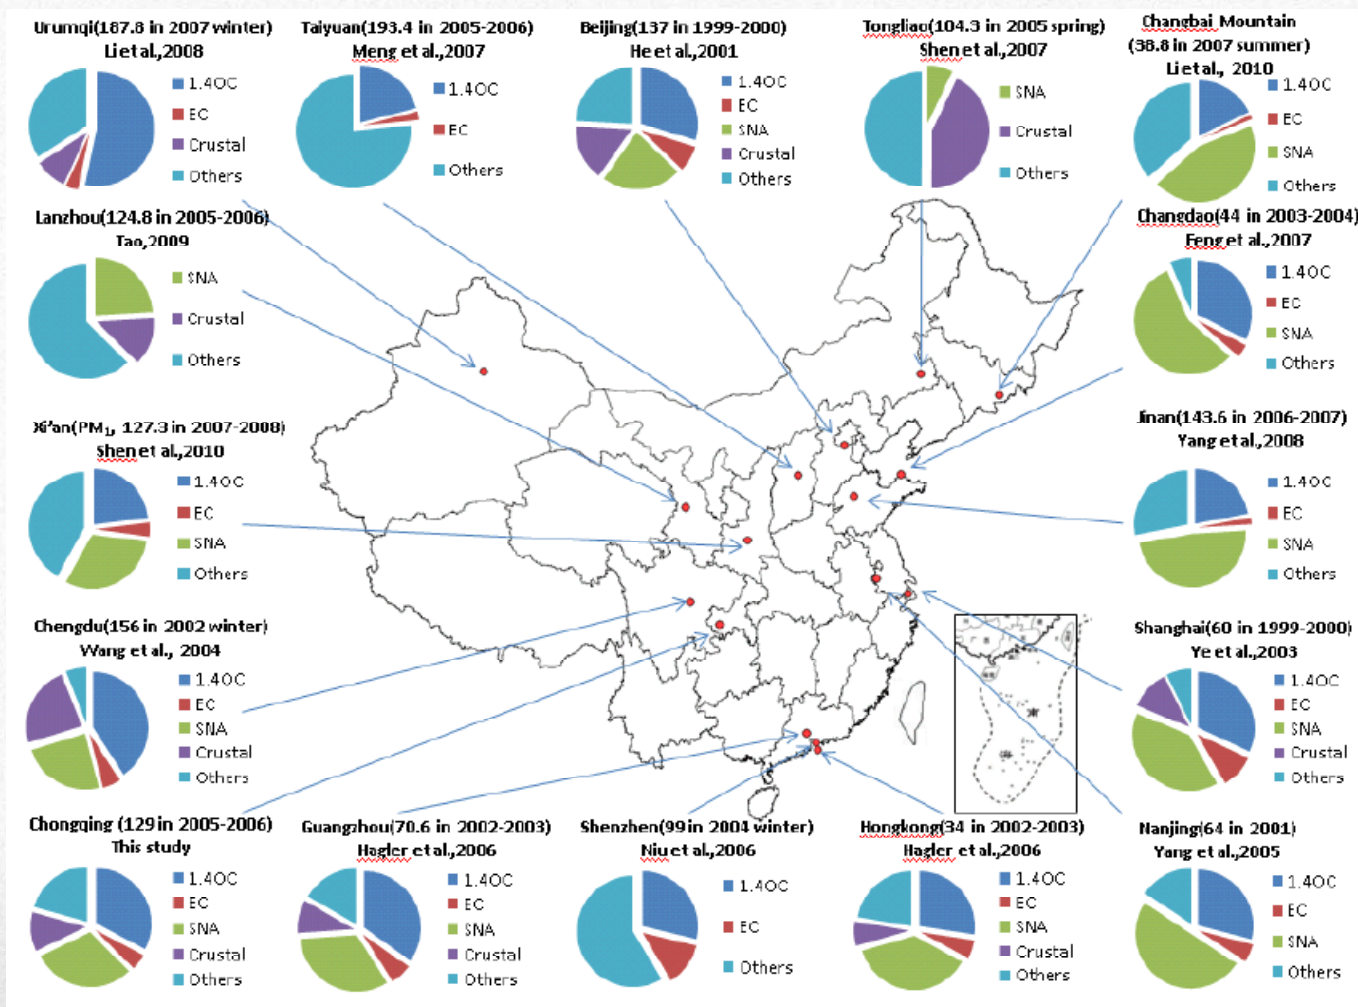 Urumqi(187.8 in 2007 winter)
Li et al.,2008
1.4OC
EC
Crustal
Others
Taiyuan(193.4 in 2005-2006)
Meng et al.,2007
1.4OC
EC
Others
Beijing(137 in 1999-2000)
He et al.,2001
1.4OC
EC
SNA
Crustal
Others
Tongliao(104.3 in 2005 spring)
Shen et al.,2007
SNA
Crustal
Others
Changbai Mountain
(38.8 in 2007 summer)
Li et al., 2010
1.4OC
EC
SNA
Others
Lanzhou(124.8 in 2005-2006)
Tao,2009
SNA
Crustal
Others
Changdao(44 in 2003-2004)
Feng et al.,2007
1.4OC
EC
SNA
Others
Xi'an(PM1, 127.3 in 2007-2008)
Shen et al.,2010
1.4OC
EC
SNA
Others
Jinan(143.6 in 2006-2007)
Yang et al.,2008
1.4OC
EC
SNA
Others
Chengdu(156 in 2002 winter)
Wang et al., 2004
1.4OC
EC
SNA
Crustal
Others
Shanghai(60 in 1999-2000)
Ye et al.,2003
1.4OC
EC
SNA
Crustal
Others
Chongqing (129 in 2005-2006)
This study
1.4OC
EC
SNA
Crustal
Others
Guangzhou(70.6 in 2002-2003)
Hagler et al.,2006
1.4OC
EC
SNA
Crustal
Others
Shenzhen(99 in 2004 winter)
Niu et al.,2006
1.4OC
EC
Others
Hongkong(34 in 2002-2003)
Hagler et al.,2006
1.4OC
EC
SNA
Crustal
Others
Nanjing(64 in 2001)
Yang et al.,2005
1.4OC
EC
SNA
Others